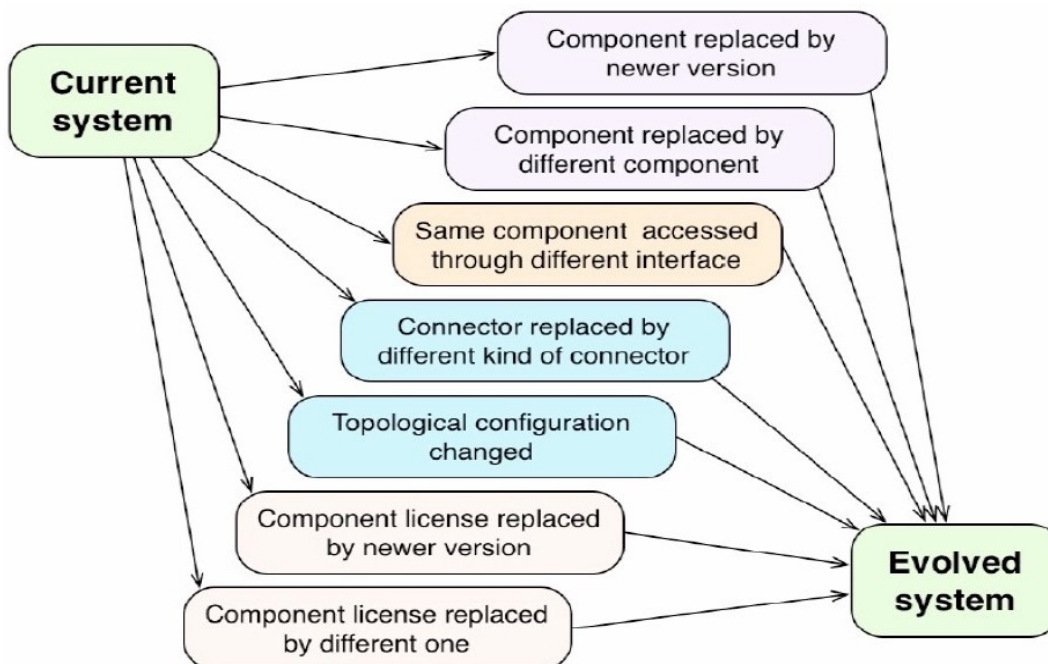 Current
system
Component replaced by
newer version
Component replaced by
different component
Same component accessed
through different interface
Connector replaced by
different kind of connector
Topological configuration
changed
Component license replaced
by newer version
Component license replaced
by different one
Evolved
system